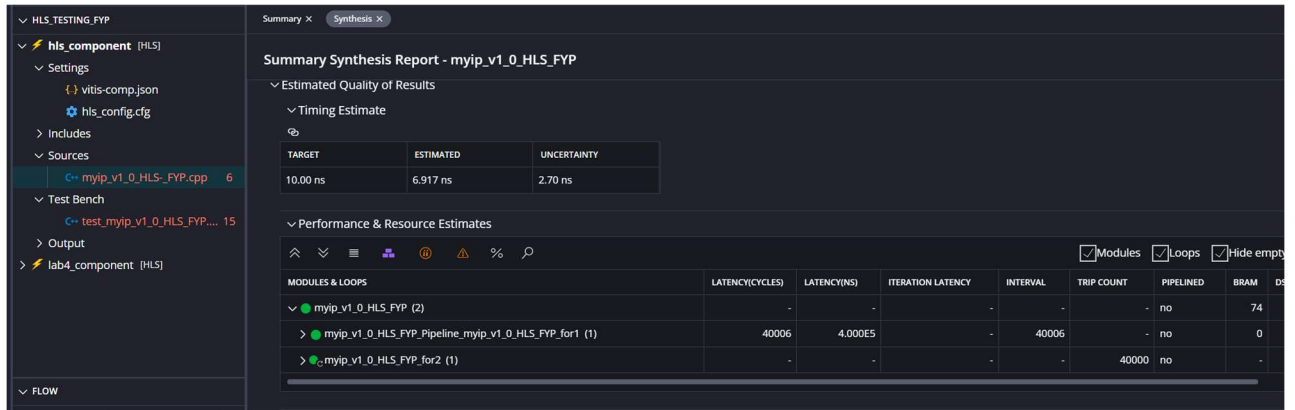 HLS_TESTING_FYP
hls_component [HLS]
Settings
{..} vitis-comp.json
hls_config.cfg
Includes
Sources
C++ myip_v1_0_HLS-_FYP.cpp 6
Test Bench
C++ test_myip_v1_0_HLS_FYP.... 15
Output
lab4_component [HLS]
FLOW
Summary X Synthesis X
Summary Synthesis Report - myip_v1_0_HLS_FYP
Estimated Quality of Results
Timing Estimate
TARGET ESTIMATED UNCERTAINTY
10.00 ns 6.917 ns 2.70 ns
Performance & Resource Estimates
% Modules Loops Hide empty
MODULES & LOOPS LATENCY(CYCLES) LATENCY(NS) ITERATION LATENCY INTERVAL TRIP COUNT PIPELINED BRAM DS
myip_v1_0_HLS_FYP (2) - - - - - no 74
myip_v1_0_HLS_FYP_Pipeline_myip_v1_0_HLS_FYP_for1 (1) 40006 4.000E5 - 40006 - no 0
myip_v1_0_HLS_FYP_for2 (1) - - - - 40000 no -